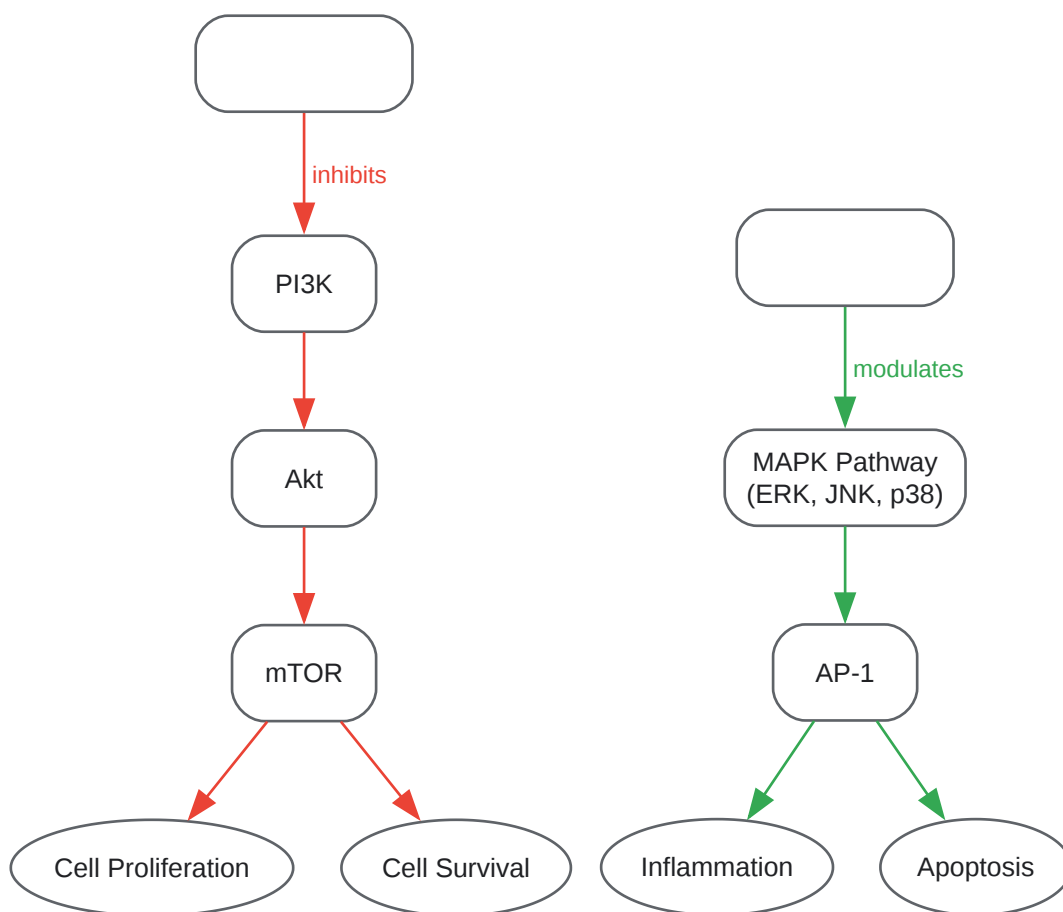 inhibits
PI3K
Akt
mTOR
Cell Proliferation
Cell Survival
modulates
MAPK Pathway
(ERK, JNK, p38)
AP-1
Inflammation
Apoptosis